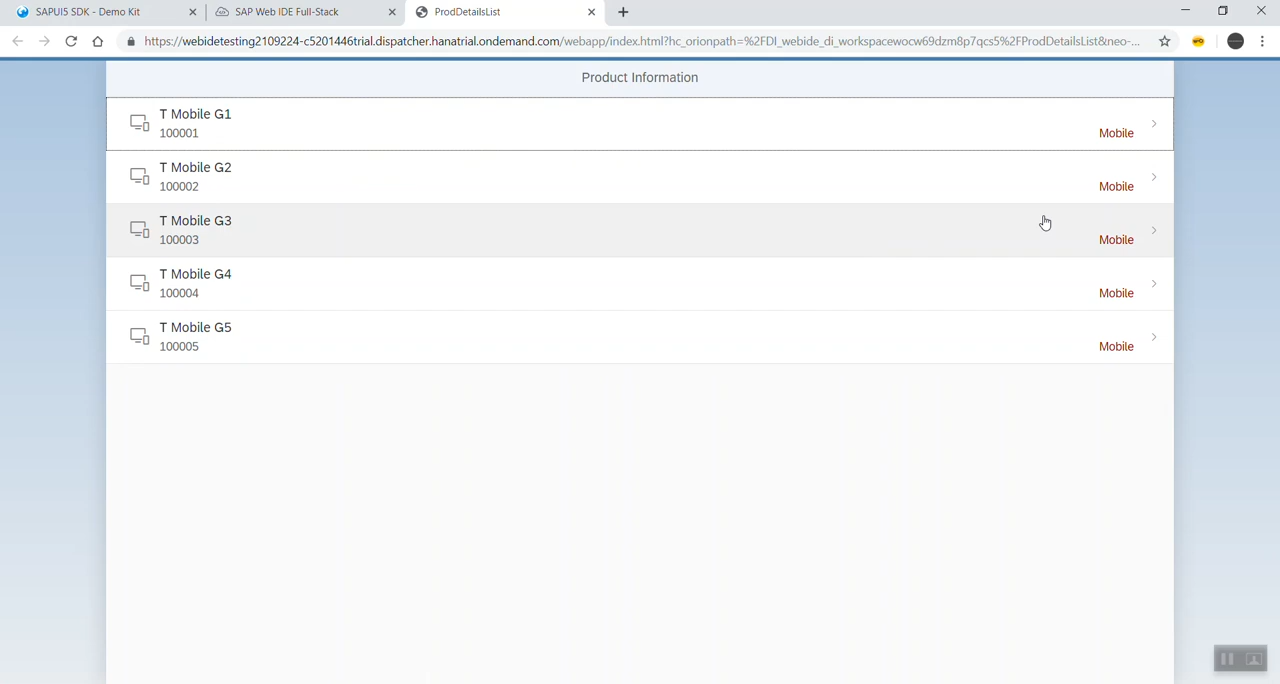 SAPUI5 SDK - Demo Kit
SAP Web IDE Full-Stack
ProdDetailsList
https://webidetesting2109224-c5201446trial.dispatcher.hanatrial.ondemand.com/webapp/index.html?hc_orionpath=%2FDI_webide_di_workspacewocw69dzm8p7qcs5%2FProdDetailsList&neo-...
Product Information
T Mobile G1
100001
Mobile
T Mobile G2
100002
Mobile
T Mobile G3
100003
Mobile
T Mobile G4
100004
Mobile
T Mobile G5
100005
Mobile